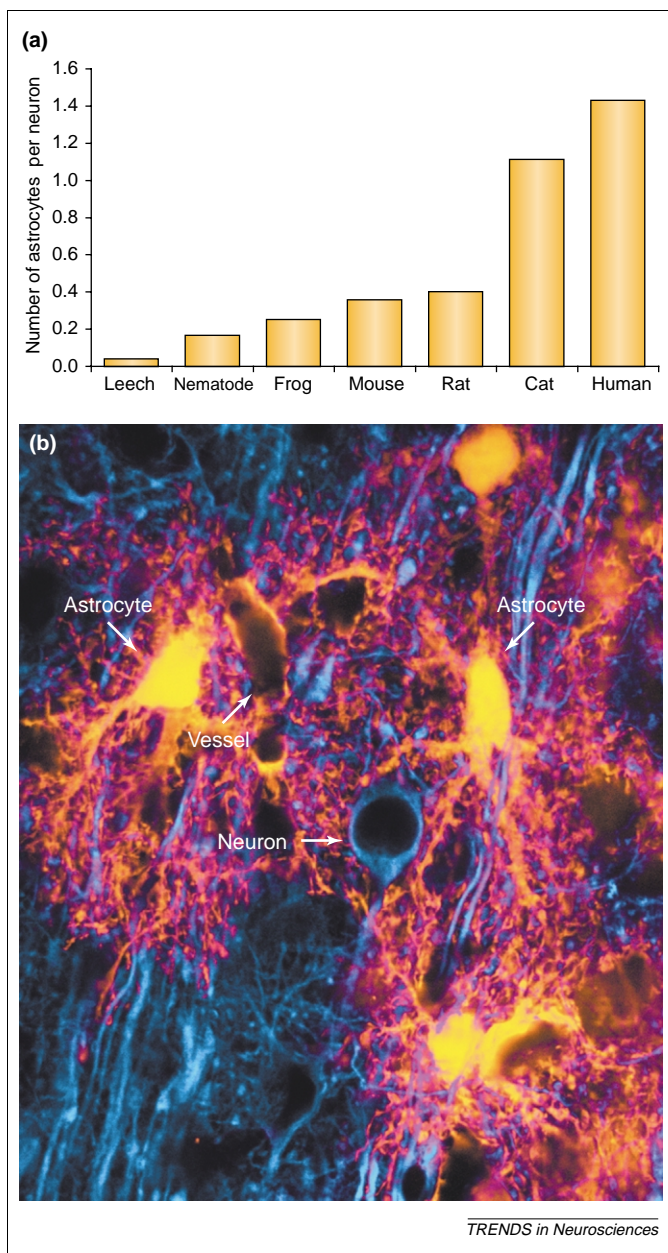 (a)
Number of astrocytes per neuron
1.6
1.4
1.2
1.0
0.8
0.6
0.4
0.2
0.0
Leech Nematode Frog Mouse Rat Cat Human
(b)
Astrocyte
Astrocyte
Vessel
Neuron
TRENDS in Neurosciences